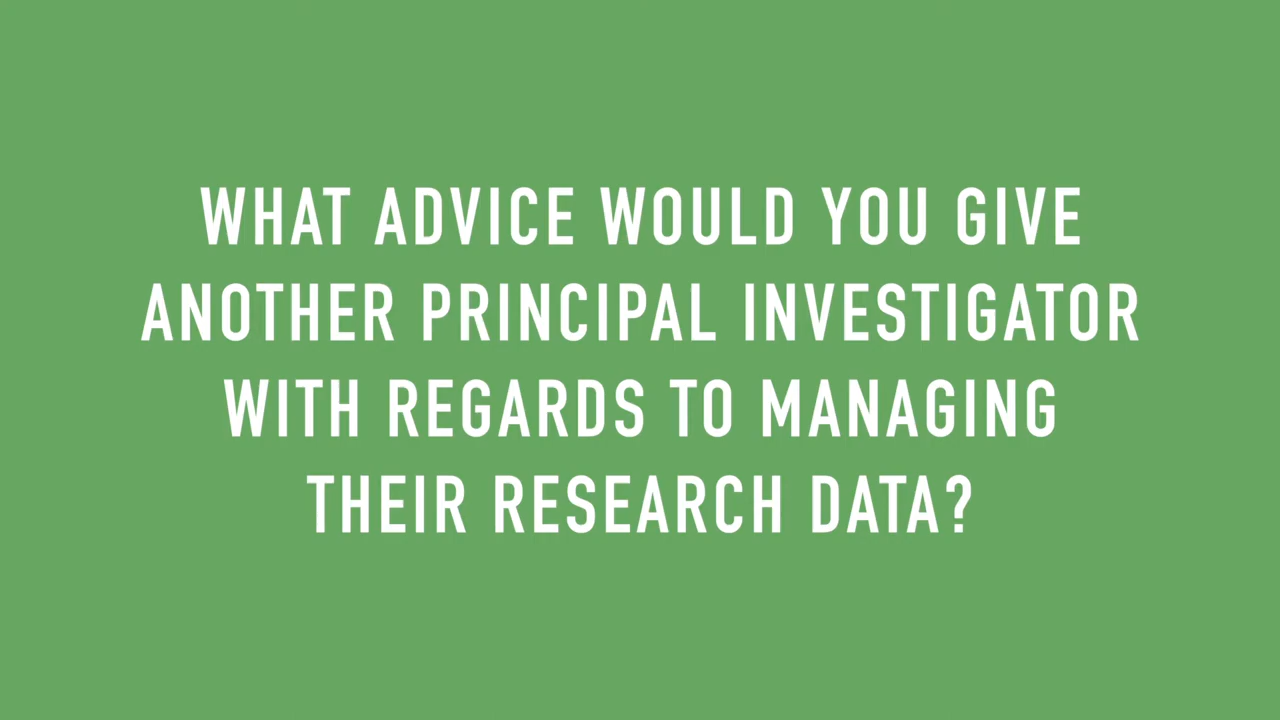 WHAT ADVICE WOULD YOU GIVE
ANOTHER PRINCIPAL INVESTIGATOR
WITH REGARDS TO MANAGING
THEIR RESEARCH DATA?